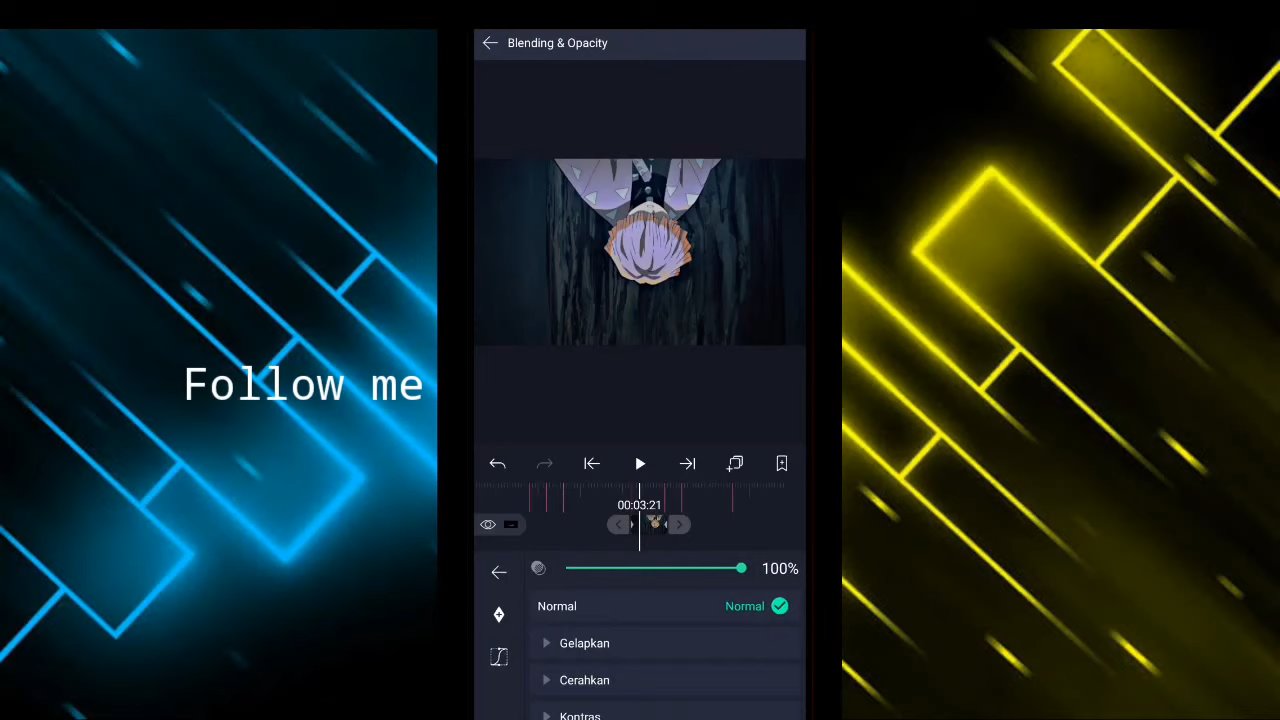 Blending & Opacity
Follow me
00:03:21
100%
Normal
Normal
Gelapkan
Cerahkan
Kontras